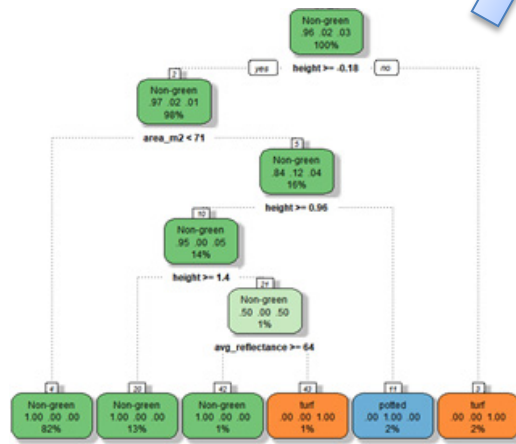 Non-green
.96 .02 .03
100%
yes height >= -0.18 no
2
Non-green
.97 .02 .01
98%
area_m2 < 71
5
Non-green
.84 .12 .04
16%
height >= 0.96
10
Non-green
.95 .00 .05
14%
height >= 1.4
21
Non-green
.50 .00 .50
1%
avg_reflectance >= 64
4
Non-green
1.00 .00 .00
82%
20
Non-green
1.00 .00 .00
13%
42
Non-green
1.00 .00 .00
1%
43
turf
.00 .00 1.00
1%
11
potted
.00 1.00 .00
2%
3
turf
.00 .00 1.00
2%